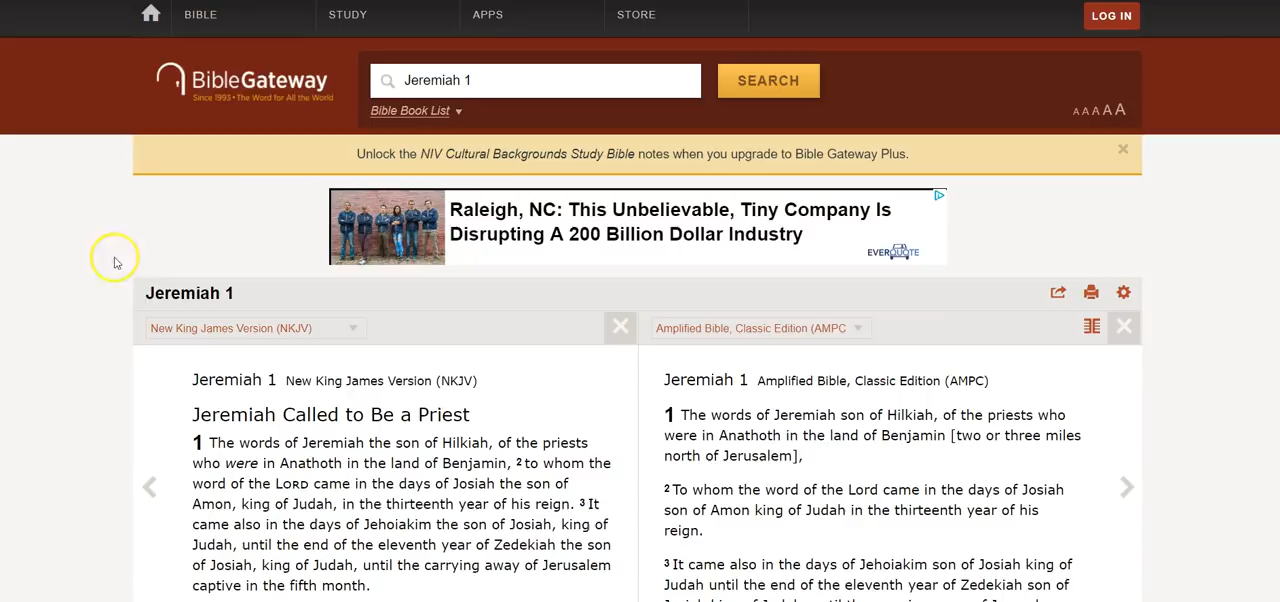 BIBLE STUDY APPS STORE LOG IN
BibleGateway
Since 1993 • The Word for All the World
Jeremiah 1
SEARCH
Bible Book List
A A A A A
Unlock the NIV Cultural Backgrounds Study Bible notes when you upgrade to Bible Gateway Plus.
Raleigh, NC: This Unbelievable, Tiny Company Is
Disrupting A 200 Billion Dollar Industry
EVERQUOTE
Jeremiah 1
New King James Version (NKJV)
Jeremiah 1 New King James Version (NKJV)
Jeremiah Called to Be a Priest
1 The words of Jeremiah the son of Hilkiah, of the priests
who were in Anathoth in the land of Benjamin, 2 to whom the
word of the LORD came in the days of Josiah the son of
Amon, king of Judah, in the thirteenth year of his reign. 3 It
came also in the days of Jehoiakim the son of Josiah, king of
Judah, until the end of the eleventh year of Zedekiah the son
of Josiah, king of Judah, until the carrying away of Jerusalem
captive in the fifth month.
Amplified Bible, Classic Edition (AMPC
Jeremiah 1 Amplified Bible, Classic Edition (AMPC)
1 The words of Jeremiah son of Hilkiah, of the priests who
were in Anathoth in the land of Benjamin [two or three miles
north of Jerusalem],
2 To whom the word of the Lord came in the days of Josiah
son of Amon king of Judah in the thirteenth year of his
reign.
3 It came also in the days of Jehoiakim son of Josiah king of
Judah until the end of the eleventh year of Zedekiah son of